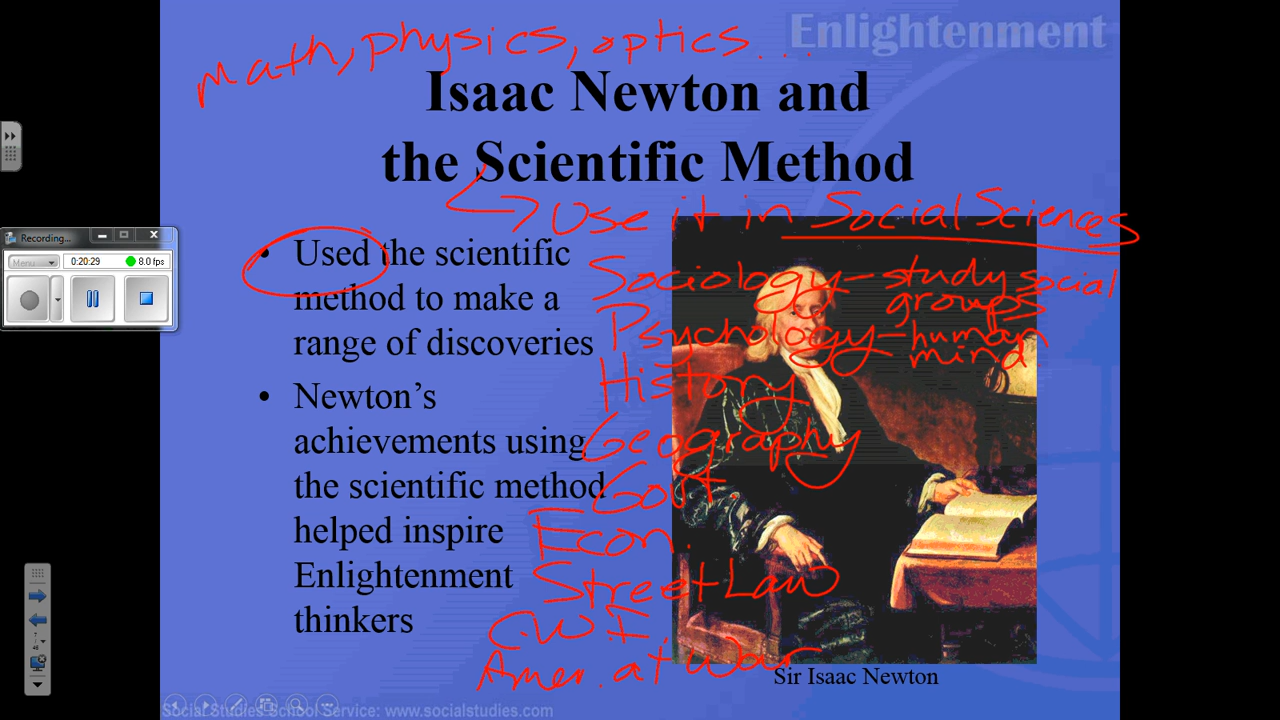 Enlightenment
math, physics, optics...
Isaac Newton and
the Scientific Method
Use it in Social Sciences
• Used the scientific
method to make a
range of discoveries
• Newton's
achievements using
the scientific method
helped inspire
Enlightenment
thinkers
Sociology – study social
groups
Psychology – human
mind
History
Geography
Govt.
Econ.
Street Law
C.W.I.
Amer. at War
Sir Isaac Newton
Recording...
Menu
0:20:29
8.0 fps
Social Studies School Service: www.socialstudies.com